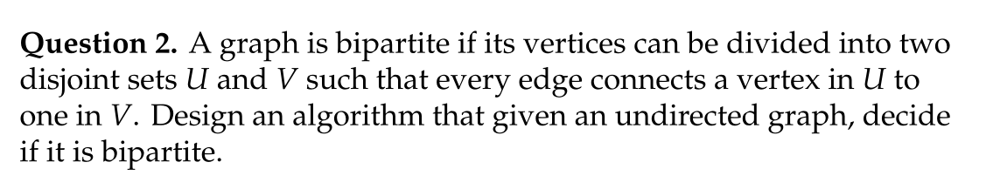 Question 2. A graph is bipartite if its vertices can be divided into two
disjoint sets U and V such that every edge connects a vertex in U to
one in V. Design an algorithm that given an undirected graph, decide
if it is bipartite.